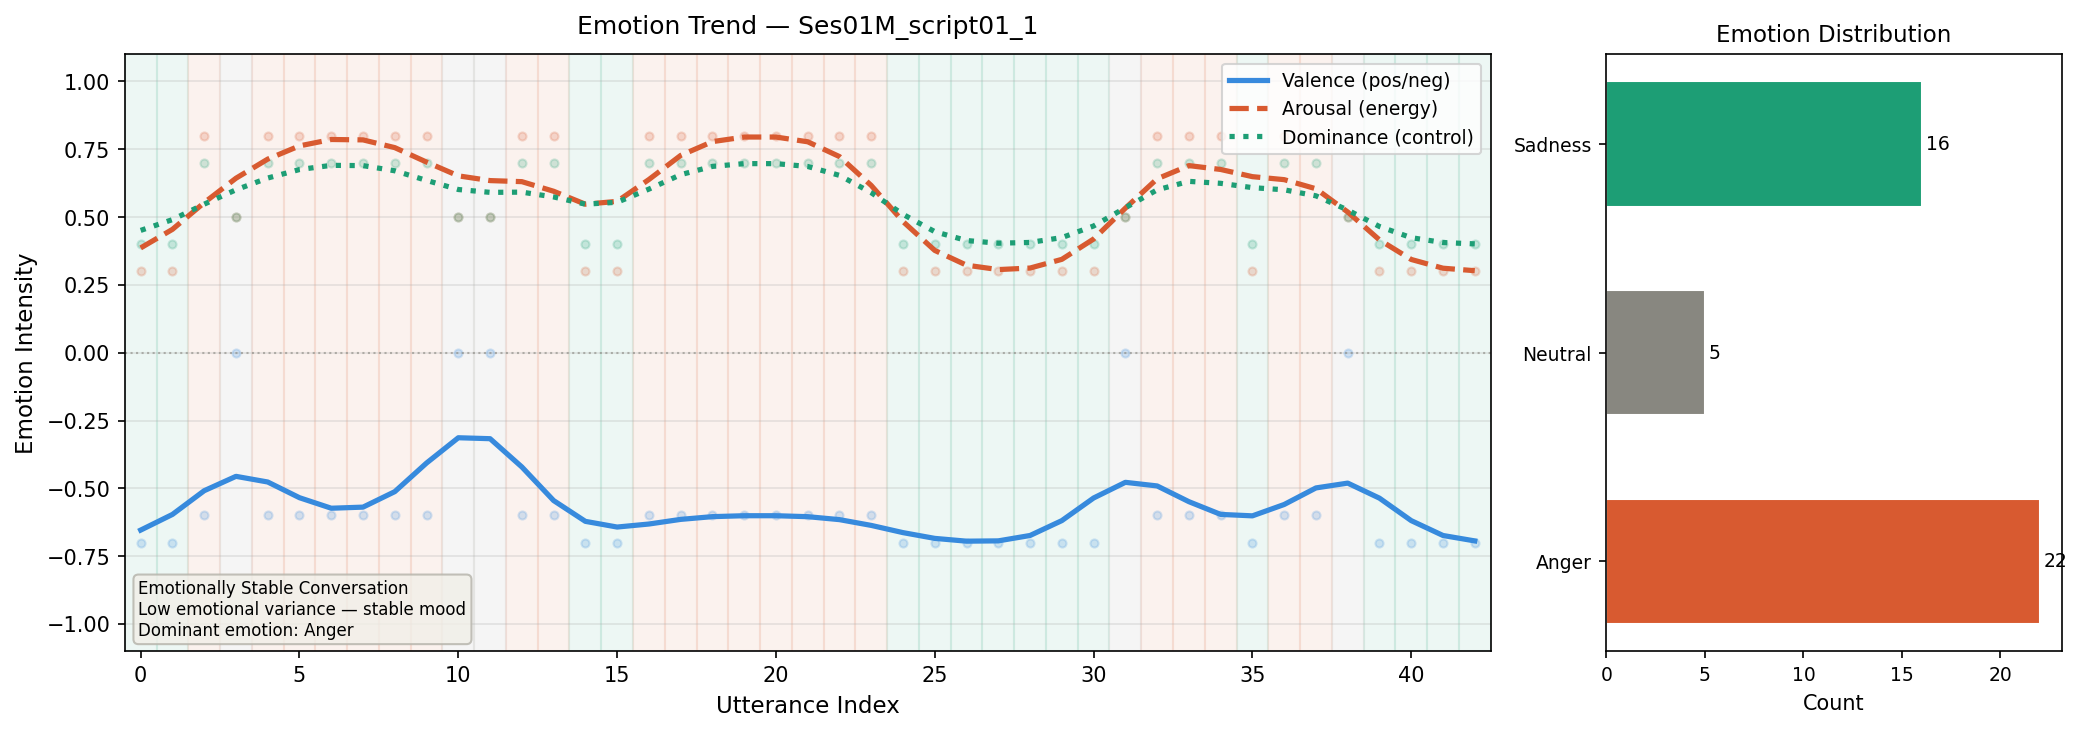 Emotion Trend — Ses01M_script01_1
Emotion Intensity
1.00
0.75
0.50
0.25
0.00
−0.25
−0.50
−0.75
−1.00
Valence (pos/neg)
Arousal (energy)
Dominance (control)
Emotionally Stable Conversation
Low emotional variance — stable mood
Dominant emotion: Anger
0 5 10 15 20 25 30 35 40
Utterance Index
Emotion Distribution
Sadness 16
Neutral 5
Anger 22
0 5 10 15 20
Count